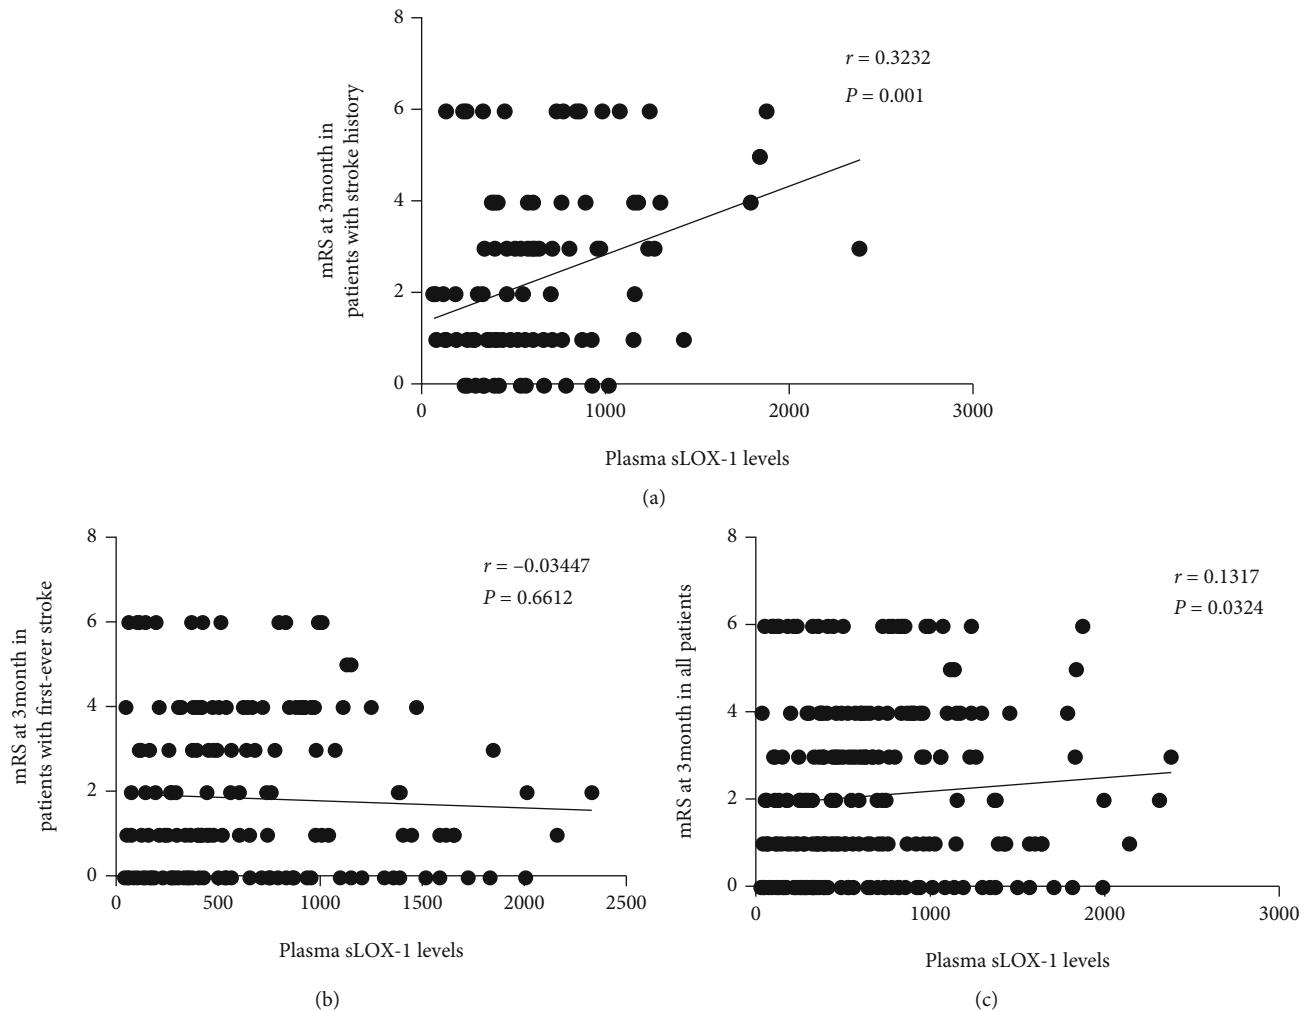 8
6
4
2
0
mRS at 3month in
patients with stroke history
r = 0.3232
P = 0.001
0 1000 2000 3000
Plasma sLOX-1 levels
(a)
8
6
4
2
0
mRS at 3month in
patients with first-ever stroke
r = –0.03447
P = 0.6612
0 500 1000 1500 2000 2500
Plasma sLOX-1 levels
(b)
8
6
4
2
0
mRS at 3month in all patients
r = 0.1317
P = 0.0324
0 1000 2000 3000
Plasma sLOX-1 levels
(c)